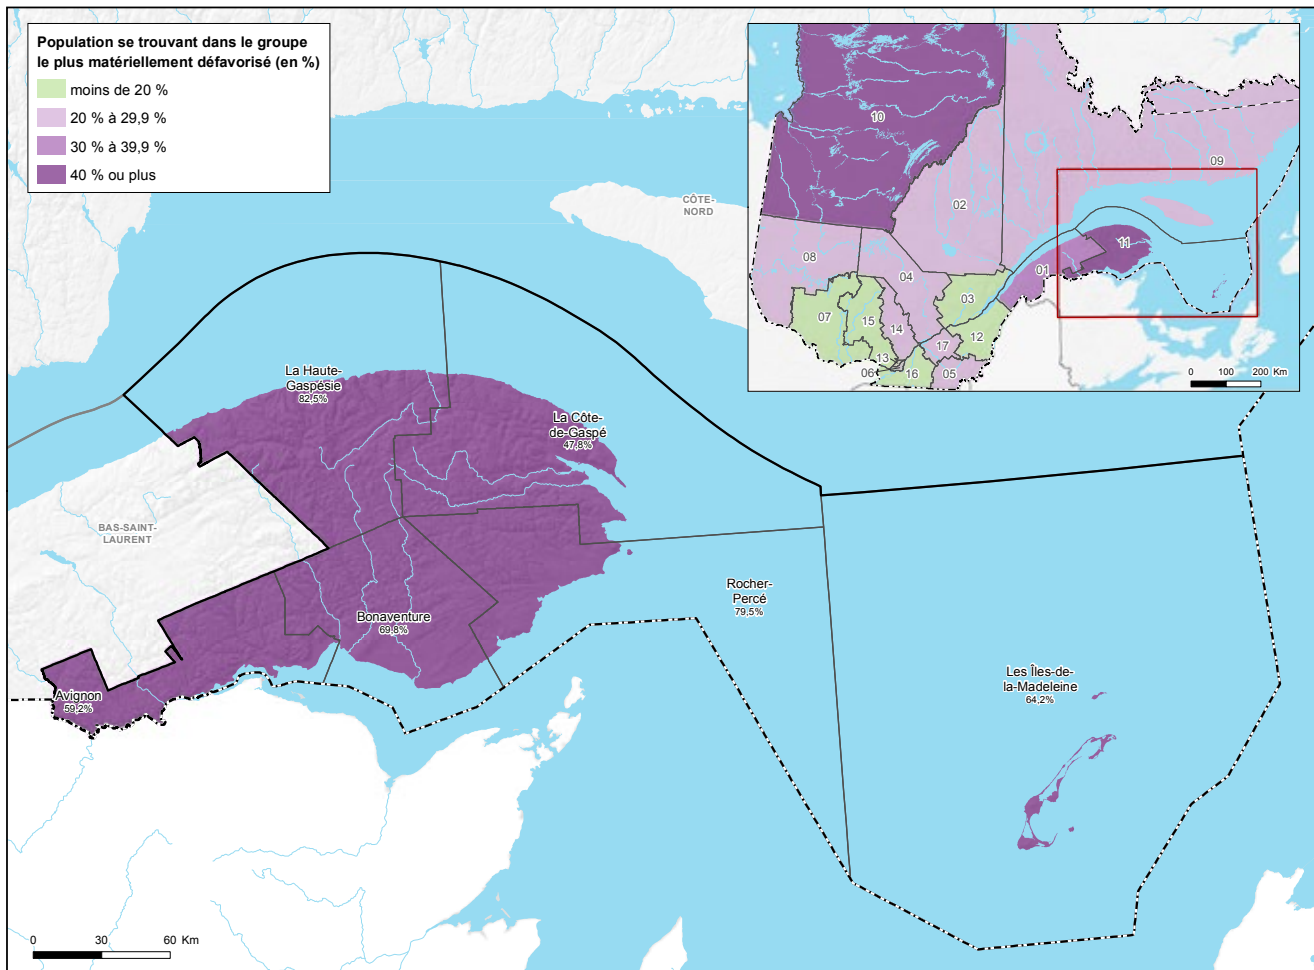 Population se trouvant dans le groupe
le plus matériellement défavorisé (en %)
moins de 20 %
20 % à 29,9 %
30 % à 39,9 %
40 % ou plus
CÔTE-
NORD
10
09
02
11
08
04
01
03
07
15
14
12
17
13
06
16
05
0 100 200 Km
La Haute-
Gaspésie
82,5%
La Côte-
de-Gaspé
47,8%
BAS-SAINT-
LAURENT
Rocher-
Percé
79,5%
Bonaventure
69,8%
Les Îles-de-
la-Madeleine
64,2%
Avignon
59,2%
0 30 60 Km